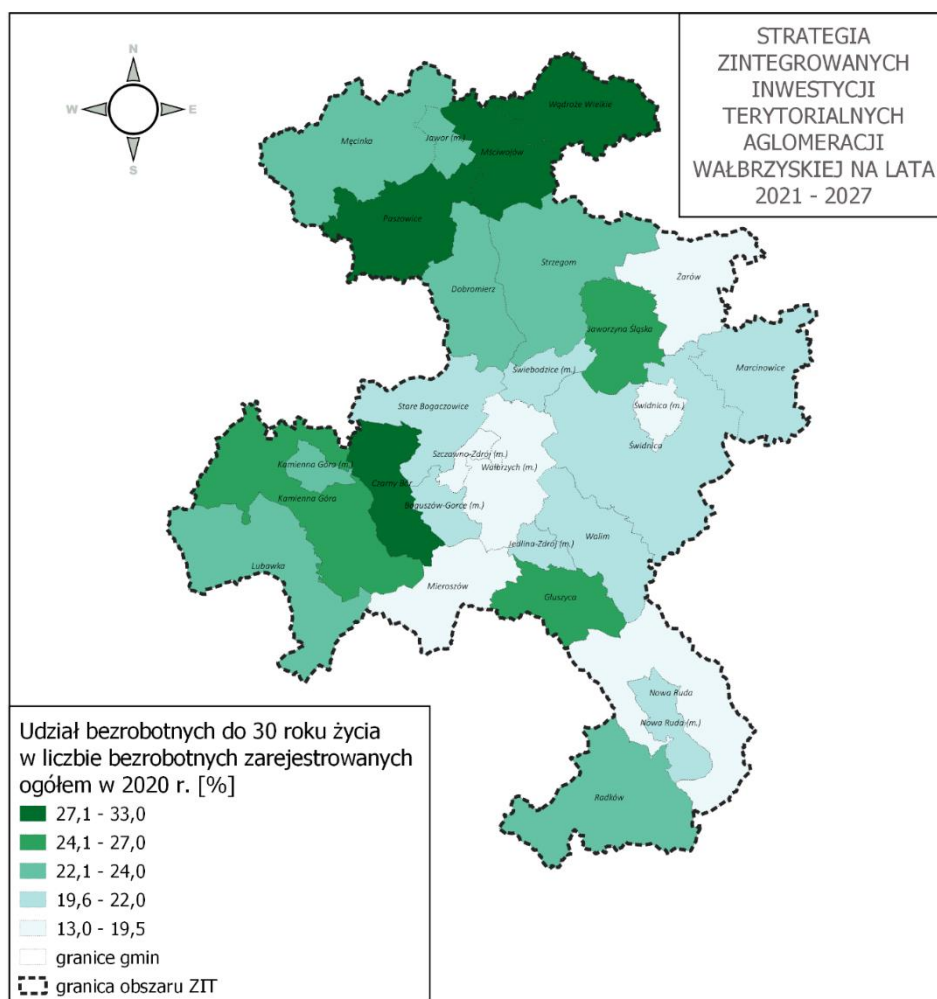 STRATEGIA
ZINTEGROWANYCH
INWESTYCJI
TERYTORIALNYCH
AGLOMERACJI
WAŁBRZYSKIEJ NA LATA
2021 - 2027
N
W
E
S
Wądroże Wielkie
Męcinka
Jawor (m.)
Mściwojów
Paszowice
Strzegom
Żarów
Dobromierz
Jaworzyna Śląska
Marcinowice
Świebodzice (m.)
Stare Bogaczowice
Świdnica (m.)
Świdnica
Szczawno-Zdrój (m.)
Kamienna Góra (m.)
Wałbrzych (m.)
Czarny Bór
Kamienna Góra
Boguszów-Gorce (m.)
Jedlina-Zdrój (m.)
Walim
Lubawka
Mieroszów
Głuszyca
Nowa Ruda
Nowa Ruda (m.)
Radków
Udział bezrobotnych do 30 roku życia
w liczbie bezrobotnych zarejestrowanych
ogółem w 2020 r. [%]
27,1 - 33,0
24,1 - 27,0
22,1 - 24,0
19,6 - 22,0
13,0 - 19,5
granice gmin
granica obszaru ZIT